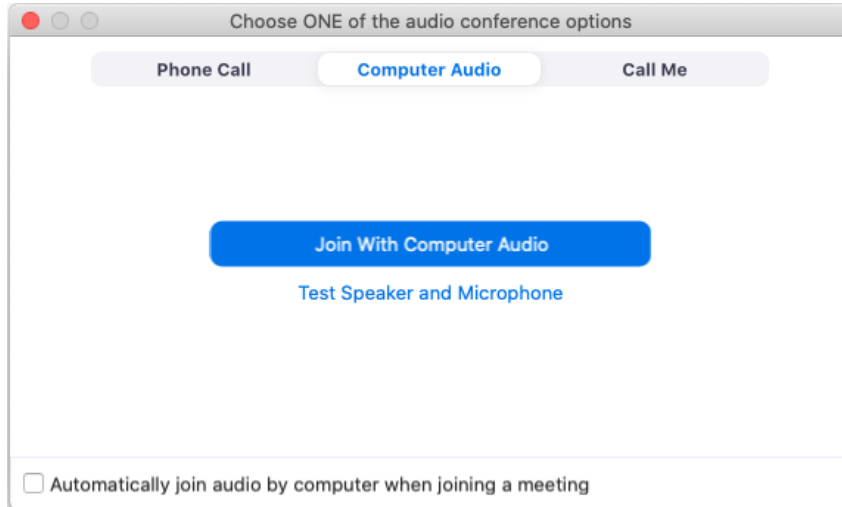 Choose ONE of the audio conference options
Phone Call Computer Audio Call Me
Join With Computer Audio
Test Speaker and Microphone
Automatically join audio by computer when joining a meeting